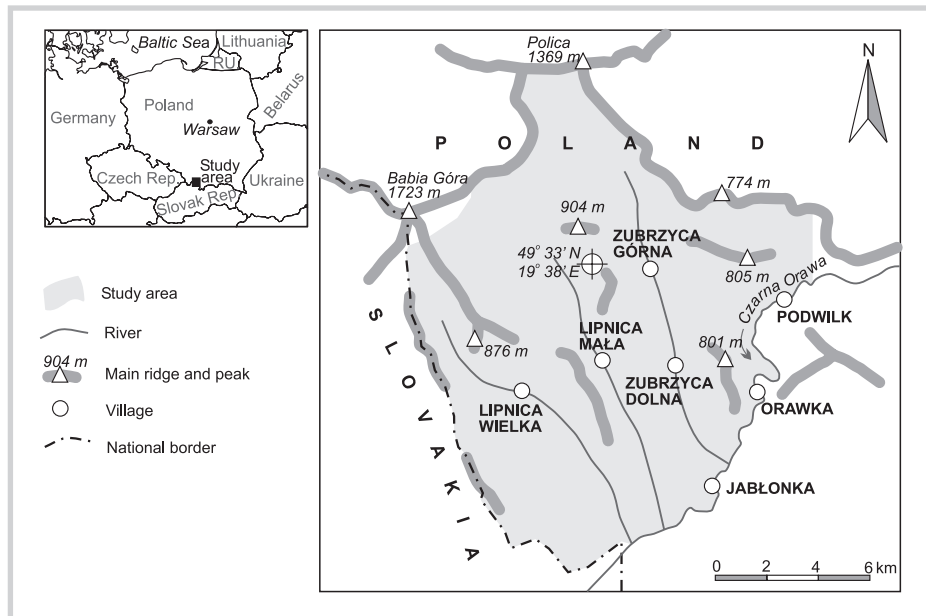 Baltic Sea
Lithuania
RU
Belarus
Poland
Germany
Warsaw
Study
area
Czech Rep.
Ukraine
Slovak Rep.
Study area
River
904 m
Main ridge and peak
Village
National border
Polica
1369 m
N
P O L A N D
Babia Góra
1723 m
774 m
904 m
ZUBRZYCA
GÓRNA
49° 33' N
19° 38' E
805 m
Czarna Orawa
PODWILK
S L O V A K I A
LIPNICA
MAŁA
801 m
876 m
ZUBRZYCA
DOLNA
LIPNICA
WIELKA
ORAWKA
JABŁONKA
0 2 4 6 km